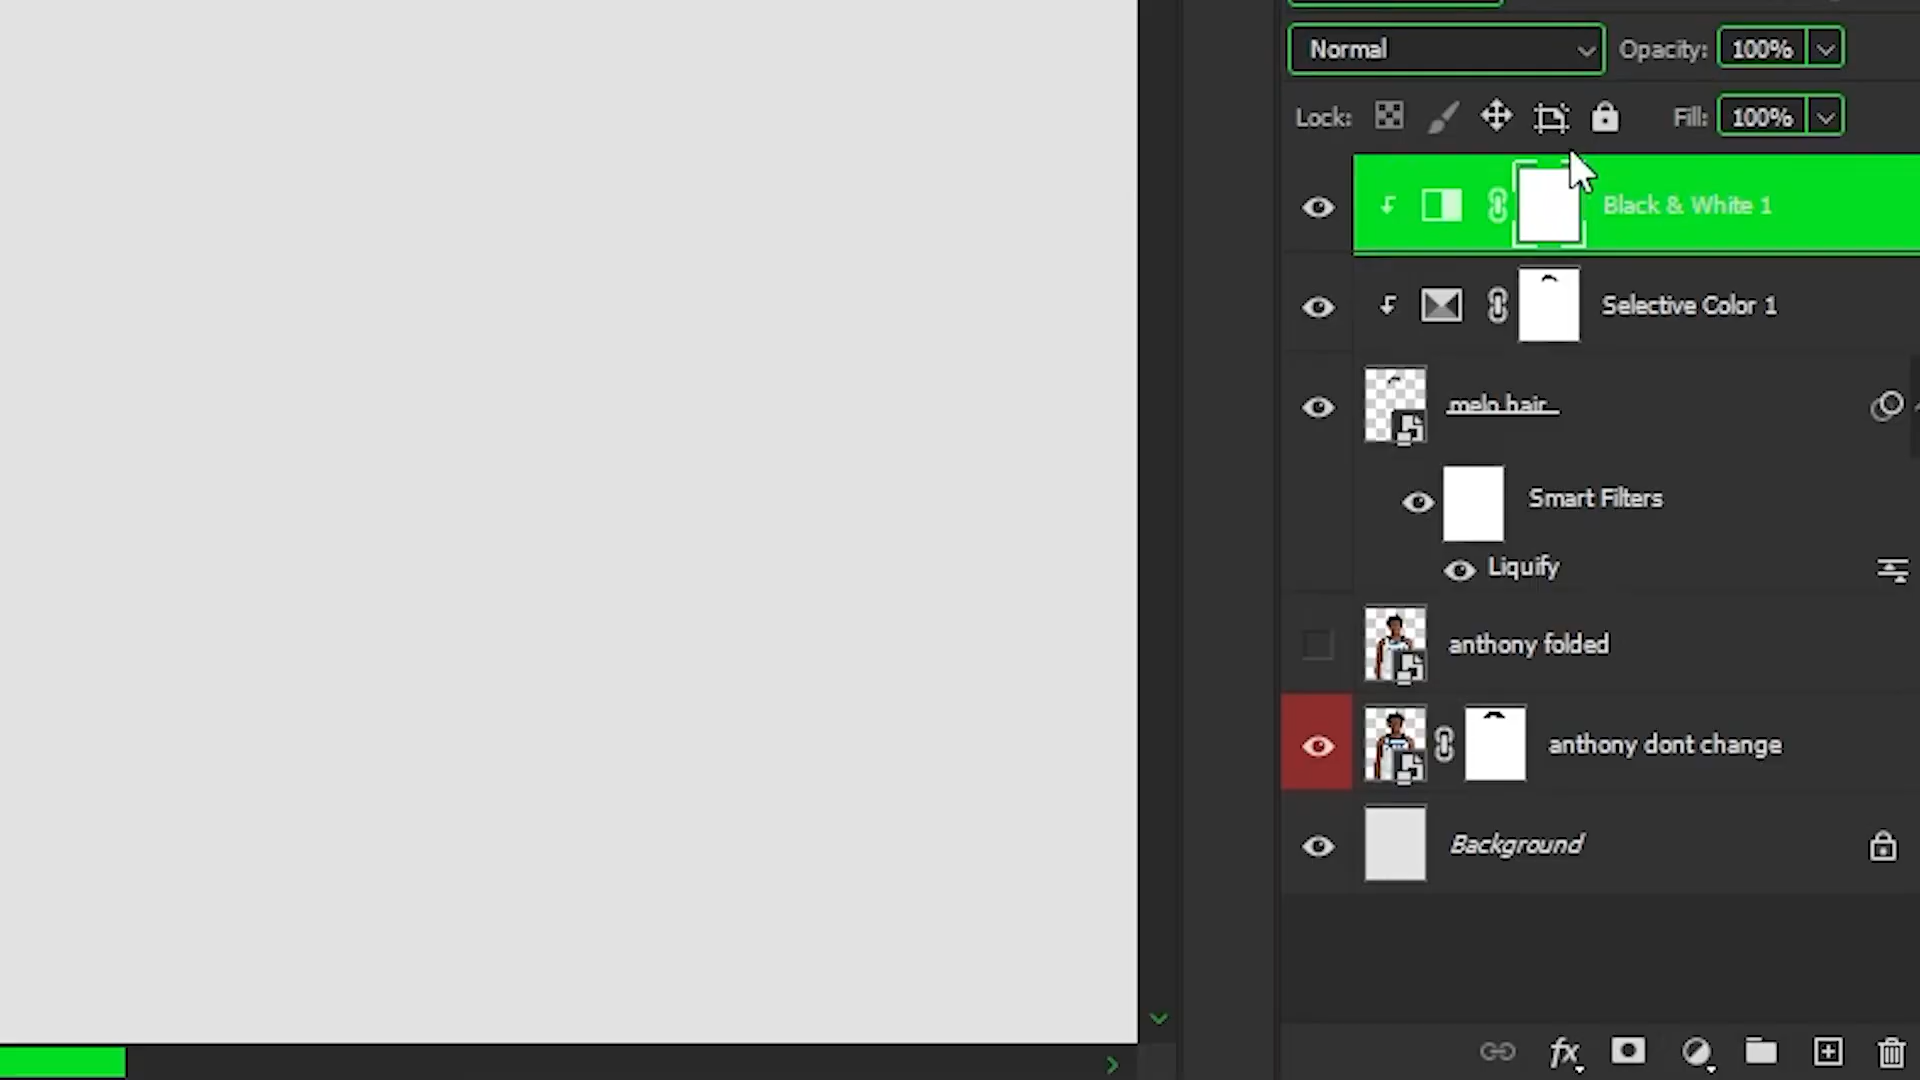 Normal Opacity: 100%
Lock: Fill: 100%
Black & White 1
Selective Color 1
melo hair
Smart Filters
Liquify
anthony folded
anthony dont change
Background
fx